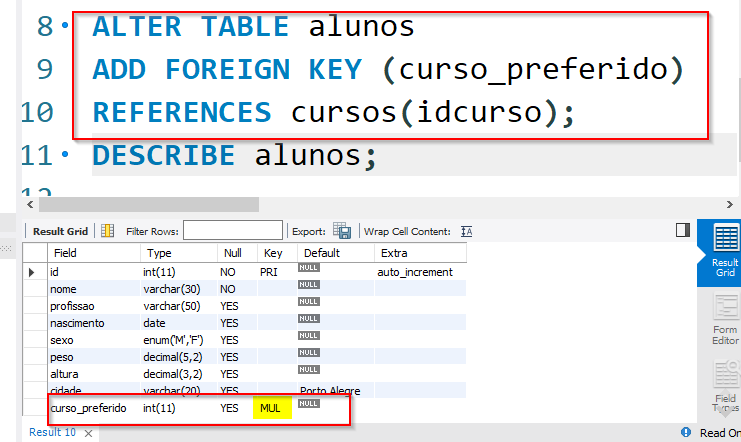 8 ALTER TABLE alunos
9 ADD FOREIGN KEY (curso_preferido)
10 REFERENCES cursos(idcurso);
11 DESCRIBE alunos;
Result Grid Filter Rows: Export: Wrap Cell Content: IA
Field Type Null Key Default Extra
id int(11) NO PRI NULL auto_increment
nome varchar(30) NO NULL
profissao varchar(50) YES NULL
nascimento date YES NULL
sexo enum('M','F') YES NULL
peso decimal(5,2) YES NULL
altura decimal(3,2) YES NULL
cidade varchar(20) YES Porto Alegre
curso_preferido int(11) YES MUL NULL
Result Grid
Form Editor
Field Types
Result 10 Read On